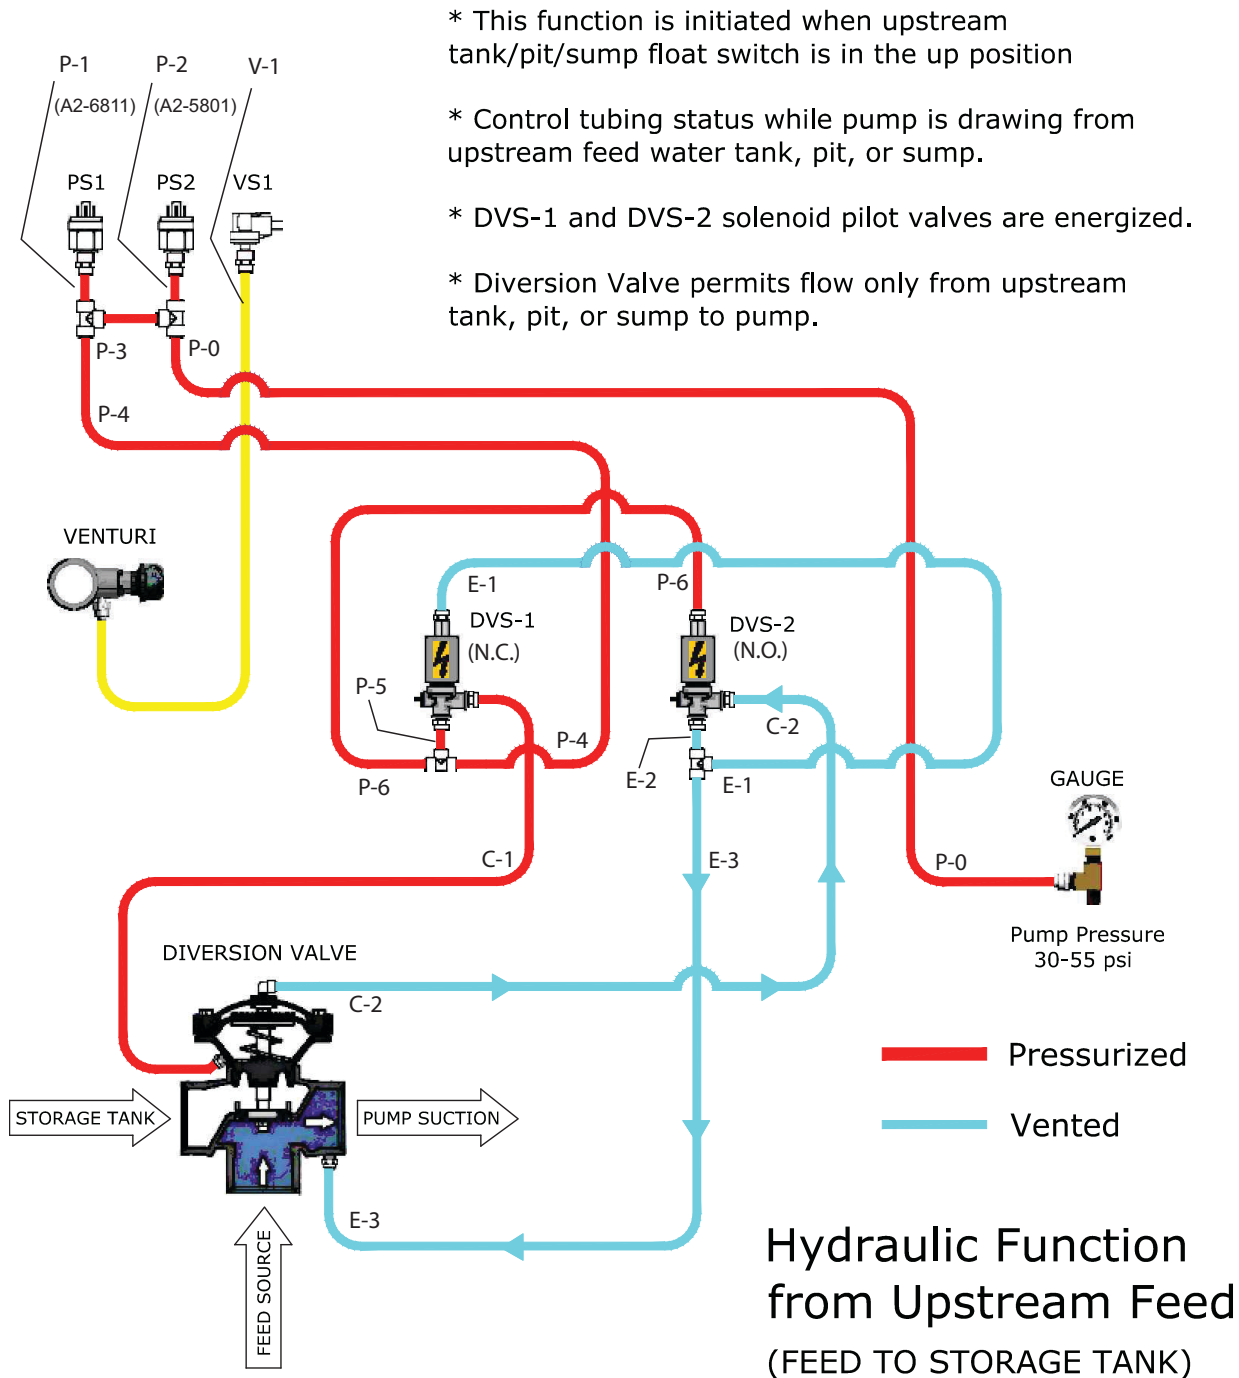 * This function is initiated when upstream
tank/pit/sump float switch is in the up position
* Control tubing status while pump is drawing from
upstream feed water tank, pit, or sump.
* DVS-1 and DVS-2 solenoid pilot valves are energized.
* Diversion Valve permits flow only from upstream
tank, pit, or sump to pump.
P-1
P-2
V-1
(A2-6811)
(A2-5801)
PS1
PS2
VS1
P-3
P-0
P-4
VENTURI
E-1
P-6
DVS-1
(N.C.)
DVS-2
(N.O.)
P-5
P-4
C-2
P-6
E-2
E-1
GAUGE
C-1
E-3
P-0
Pump Pressure
30-55 psi
DIVERSION VALVE
C-2
Pressurized
STORAGE TANK
PUMP SUCTION
Vented
E-3
FEED SOURCE
Hydraulic Function
from Upstream Feed
(FEED TO STORAGE TANK)